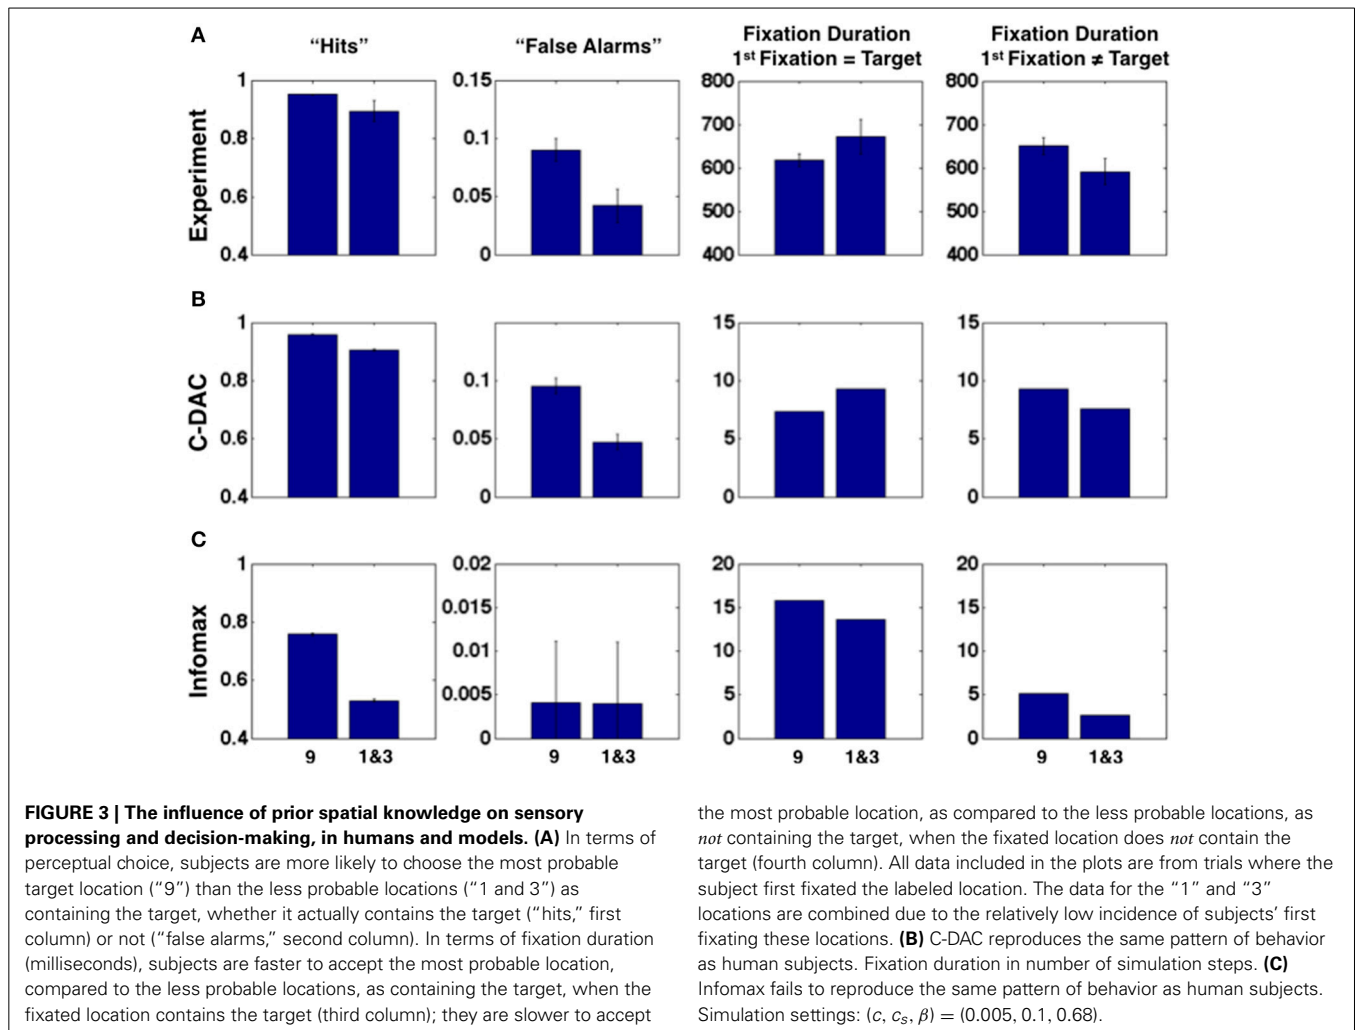 A
“Hits”
“False Alarms”
Fixation Duration
1st Fixation = Target
Fixation Duration
1st Fixation ≠ Target
Experiment
1
0.8
0.6
0.4
0.15
0.1
0.05
0
800
700
600
500
400
800
700
600
500
400
B
C-DAC
1
0.8
0.6
0.4
0.1
0.05
0
15
10
5
0
15
10
5
0
C
Infomax
1
0.8
0.6
0.4
0.02
0.015
0.01
0.005
0
20
15
10
5
0
20
15
10
5
0
9 1&3
9 1&3
9 1&3
9 1&3
FIGURE 3 | The influence of prior spatial knowledge on sensory
processing and decision-making, in humans and models. (A) In terms of
perceptual choice, subjects are more likely to choose the most probable
target location (“9”) than the less probable locations (“1 and 3”) as
containing the target, whether it actually contains the target (“hits,” first
column) or not (“false alarms,” second column). In terms of fixation duration
(milliseconds), subjects are faster to accept the most probable location,
compared to the less probable locations, as containing the target, when the
fixated location contains the target (third column); they are slower to accept
the most probable location, as compared to the less probable locations, as
not containing the target, when the fixated location does not contain the
target (fourth column). All data included in the plots are from trials where the
subject first fixated the labeled location. The data for the “1” and “3”
locations are combined due to the relatively low incidence of subjects’ first
fixating these locations. (B) C-DAC reproduces the same pattern of behavior
as human subjects. Fixation duration in number of simulation steps. (C)
Infomax fails to reproduce the same pattern of behavior as human subjects.
Simulation settings: (c, cs, β) = (0.005, 0.1, 0.68).